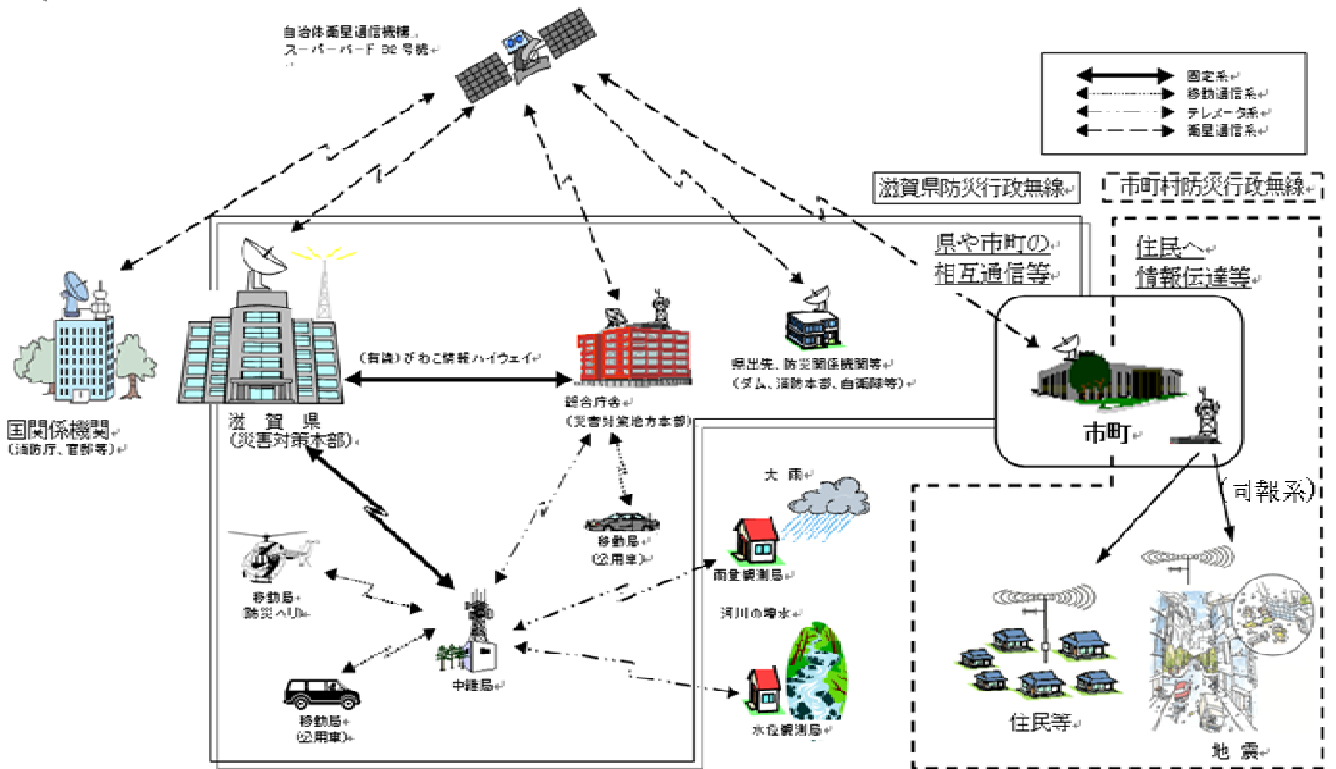 自治体衛星通信機構
スーパーバード B2 号機
固定系
移動通信系
テレメータ系
衛星通信系
滋賀県防災行政無線
市町村防災行政無線
県や市町の
相互通信等
住民へ
情報伝達等
(有線)びわこ情報ハイウェイ
県出先、防災関係機関等
(ダム、消防本部、自衛隊等)
国関係機関
(消防庁、官邸等)
滋 賀 県
(災害対策本部)
総合庁舎
(災害対策地方本部)
市町
(同報系)
大 雨
移動局
(公用車)
雨量観測局
移動局
(防災ヘリ)
河川の増水
中継局
移動局
(公用車)
水位観測局
住民等
地 震